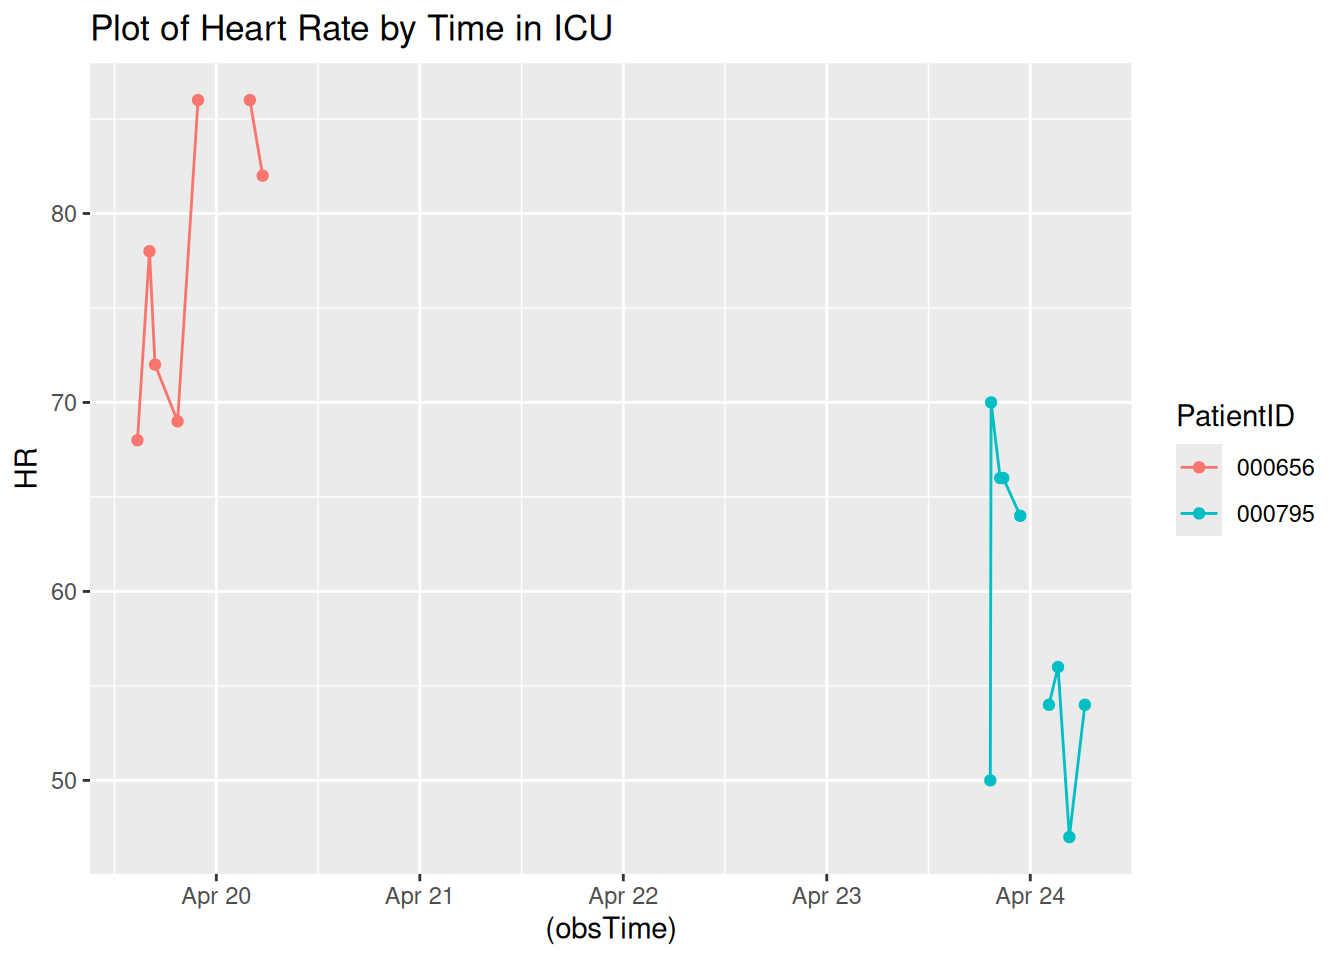 Plot of Heart Rate by Time in ICU
80
70
60
50
HR
Apr 20 Apr 21 Apr 22 Apr 23 Apr 24
(obsTime)
PatientID
000656
000795